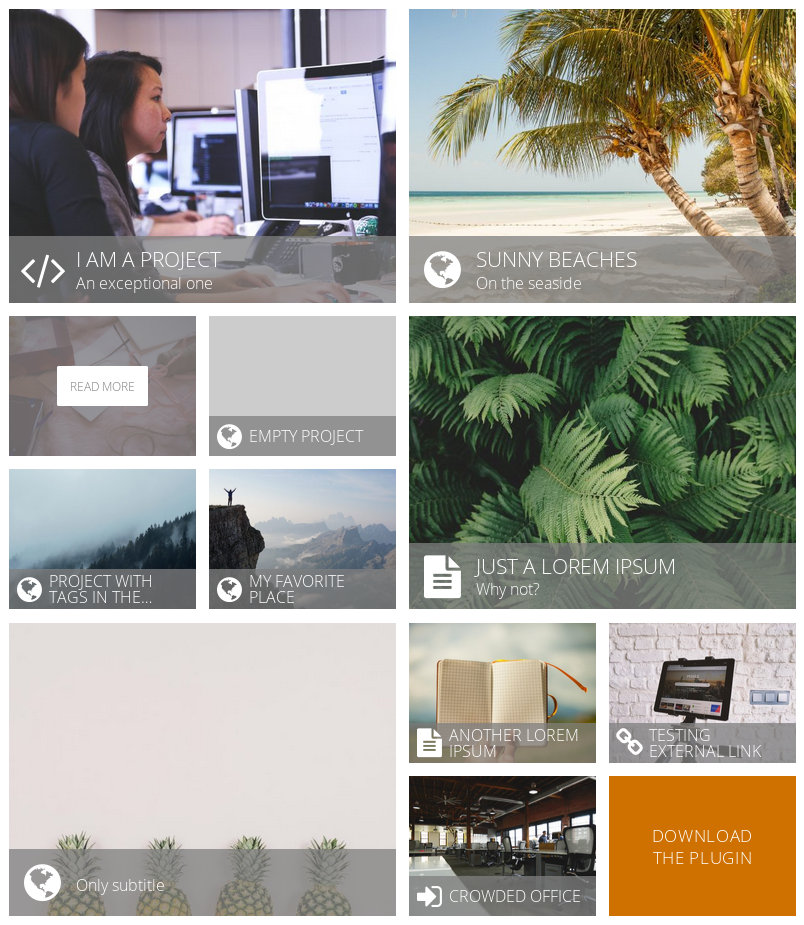 I AM A PROJECT
An exceptional one
SUNNY BEACHES
On the seaside
READ MORE
EMPTY PROJECT
PROJECT WITH
TAGS IN THE...
MY FAVORITE
PLACE
JUST A LOREM IPSUM
Why not?
Only subtitle
ANOTHER LOREM
IPSUM
TESTING
EXTERNAL LINK
CROWDED OFFICE
DOWNLOAD
THE PLUGIN